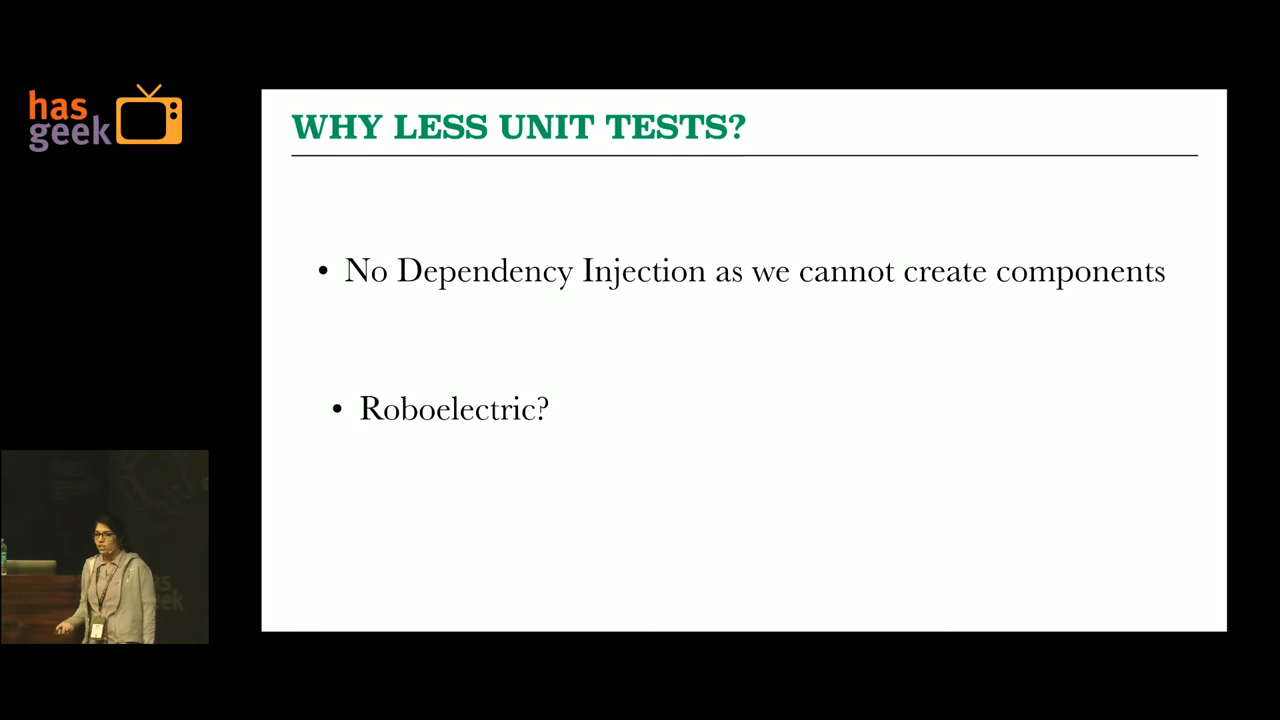 has
geek
WHY LESS UNIT TESTS?
• No Dependency Injection as we cannot create components
• Roboelectric?